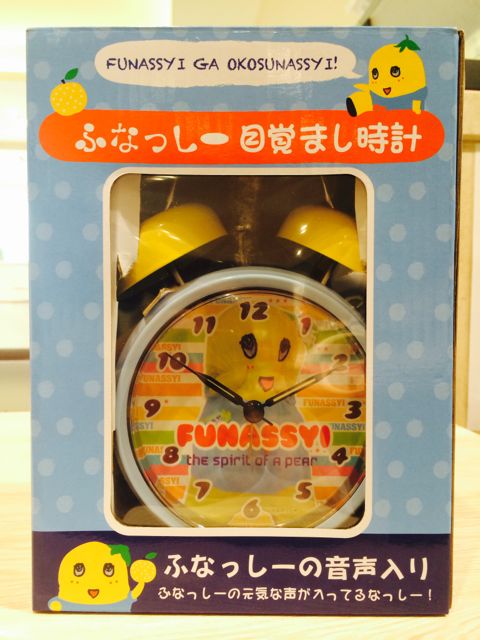 FUNASSYI GA OKOSUNASSYI!
ふなっしー目覚まし時計
12
11
1
10
2
FUNASSYI
9
3
FUNASSYI
the spirit of a pear
8
4
7
5
6
ふなっしーの音声入り
ふなっしーの元気な声が入ってるなっしー!